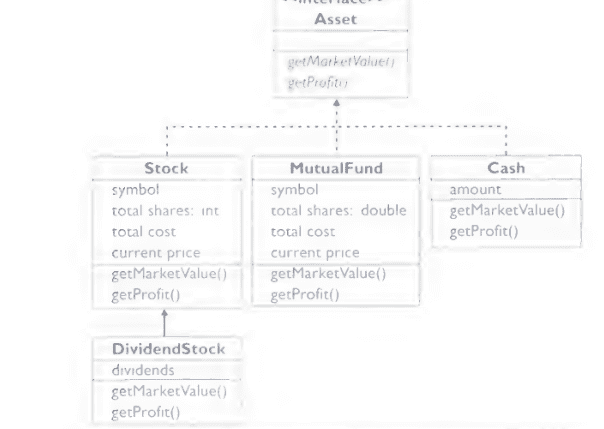 Asset
getMarketValue()
getProfit()
Stock
symbol
total shares: int
total cost
current price
getMarketValue()
getProfit()
MutualFund
symbol
total shares: double
total cost
current price
getMarketValue()
getProfit()
Cash
amount
getMarketValue()
getProfit()
DividendStock
dividends
getMarketValue()
getProfit()